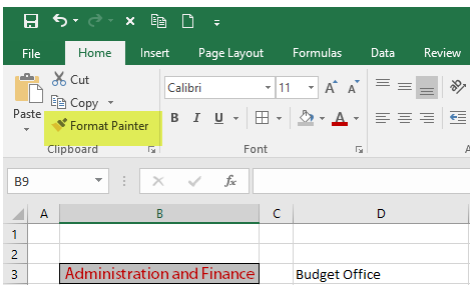 File Home Insert Page Layout Formulas Data Review
Cut
Calibri 11 A A
Copy
Paste
Format Painter
B I U A
Clipboard Font
B9 fx
A B C D
1
2
3 Administration and Finance Budget Office